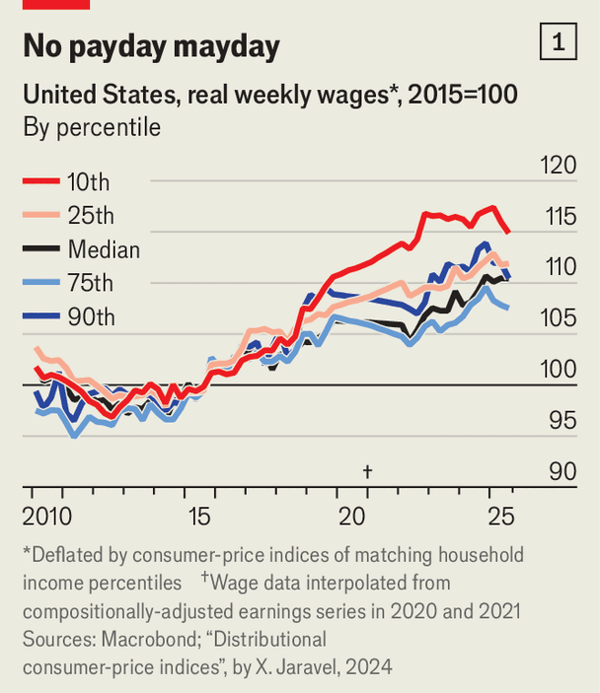 No payday mayday
1
United States, real weekly wages*, 2015=100
By percentile
10th
25th
Median
75th
90th
120
115
110
105
100
95
90
†
2010
15
20
25
*Deflated by consumer-price indices of matching household
income percentiles †Wage data interpolated from
compositionally-adjusted earnings series in 2020 and 2021
Sources: Macrobond; “Distributional
consumer-price indices”, by X. Jaravel, 2024